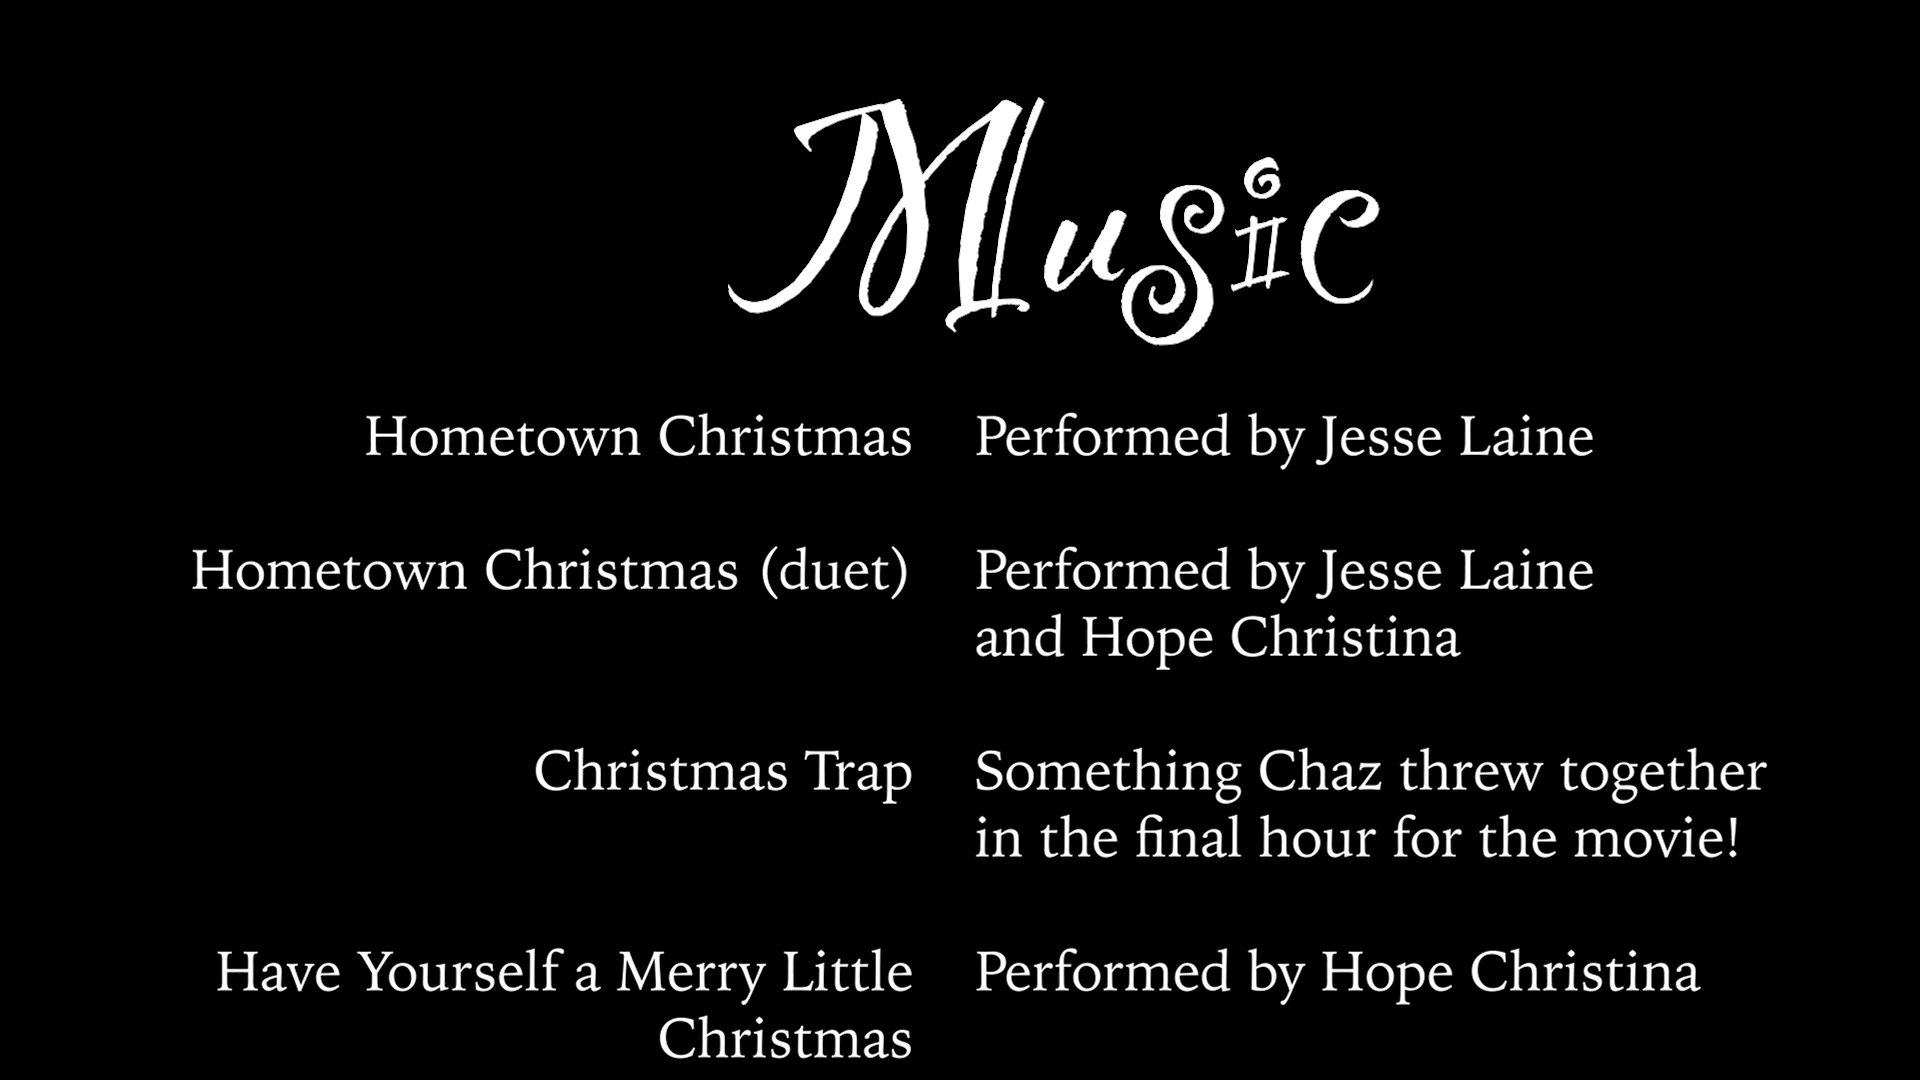 Music
Hometown Christmas Performed by Jesse Laine
Hometown Christmas (duet) Performed by Jesse Laine
and Hope Christina
Christmas Trap Something Chaz threw together
in the final hour for the movie!
Have Yourself a Merry Little Performed by Hope Christina
Christmas